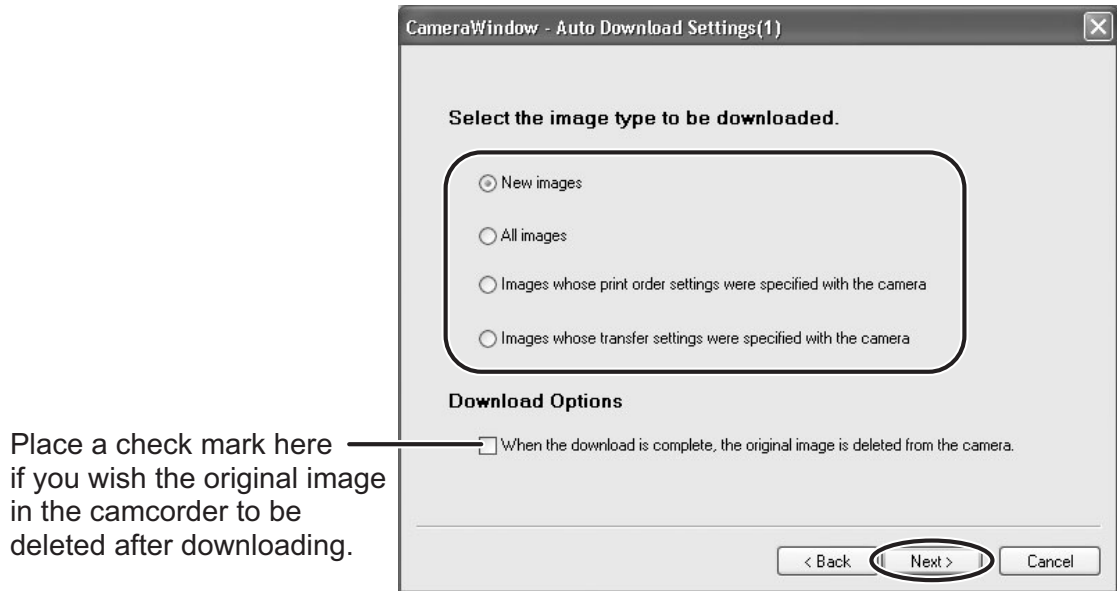 CameraWindow - Auto Download Settings(1)
Select the image type to be downloaded.
New images
All images
Images whose print order settings were specified with the camera
Images whose transfer settings were specified with the camera
Download Options
When the download is complete, the original image is deleted from the camera.
Place a check mark here
if you wish the original image
in the camcorder to be
deleted after downloading.
< Back
Next >
Cancel